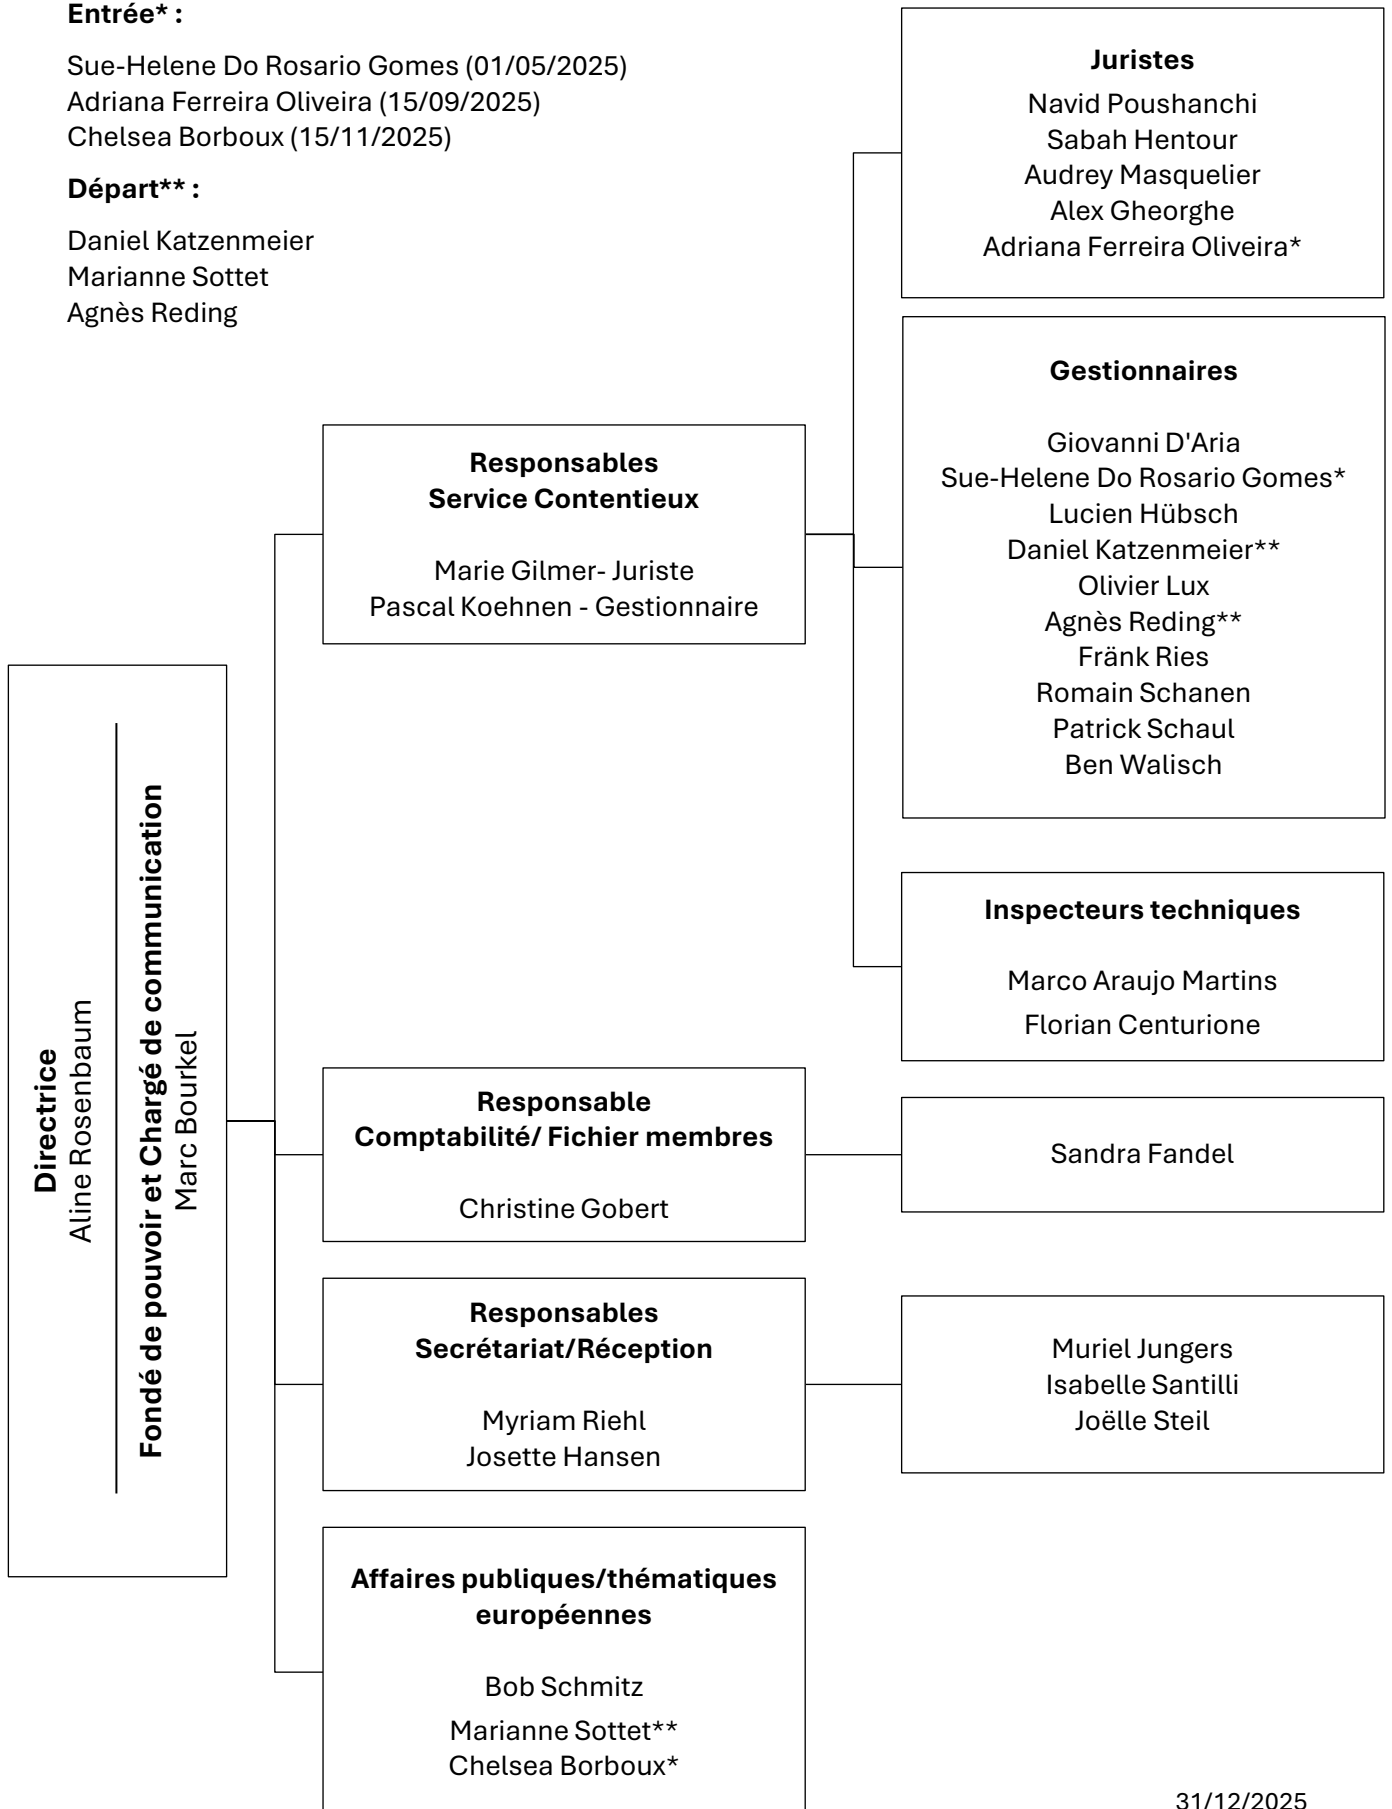 Entrée* :
Sue-Helene Do Rosario Gomes (01/05/2025)
Adriana Ferreira Oliveira (15/09/2025)
Chelsea Borboux (15/11/2025)
Départ** :
Daniel Katzenmeier
Marianne Sottet
Agnès Reding
Directrice
Aline Rosenbaum
Fondé de pouvoir et Chargé de communication
Marc Bourkel
Responsables
Service Contentieux
Marie Gilmer- Juriste
Pascal Koehnen - Gestionnaire
Juristes
Navid Poushanchi
Sabah Hentour
Audrey Masquelier
Alex Gheorghe
Adriana Ferreira Oliveira*
Gestionnaires
Giovanni D'Aria
Sue-Helene Do Rosario Gomes*
Lucien Hübsch
Daniel Katzenmeier**
Olivier Lux
Agnès Reding**
Fränk Ries
Romain Schanen
Patrick Schaul
Ben Walisch
Inspecteurs techniques
Marco Araujo Martins
Florian Centurione
Responsable
Comptabilité/ Fichier membres
Christine Gobert
Sandra Fandel
Responsables
Secrétariat/Réception
Myriam Riehl
Josette Hansen
Muriel Jungers
Isabelle Santilli
Joëlle Steil
Affaires publiques/thématiques
européennes
Bob Schmitz
Marianne Sottet**
Chelsea Borboux*
31/12/2025